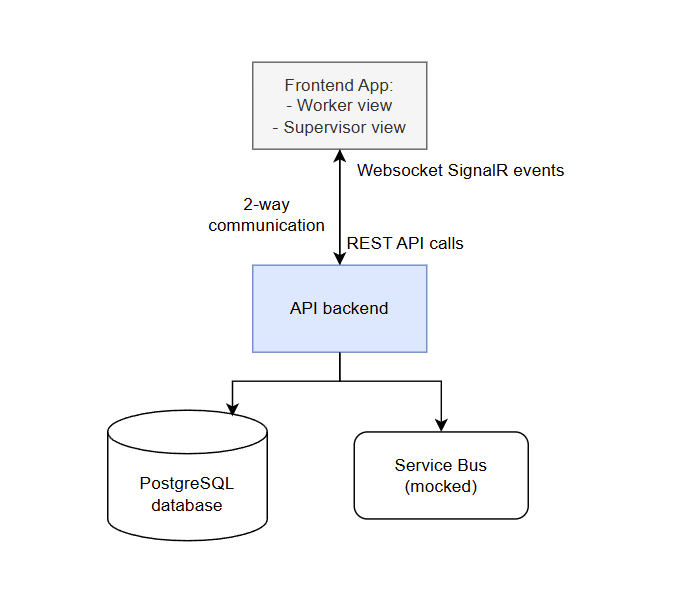 Frontend App:
- Worker view
- Supervisor view
Websocket SignalR events
2-way
communication
REST API calls
API backend
PostgreSQL
database
Service Bus
(mocked)